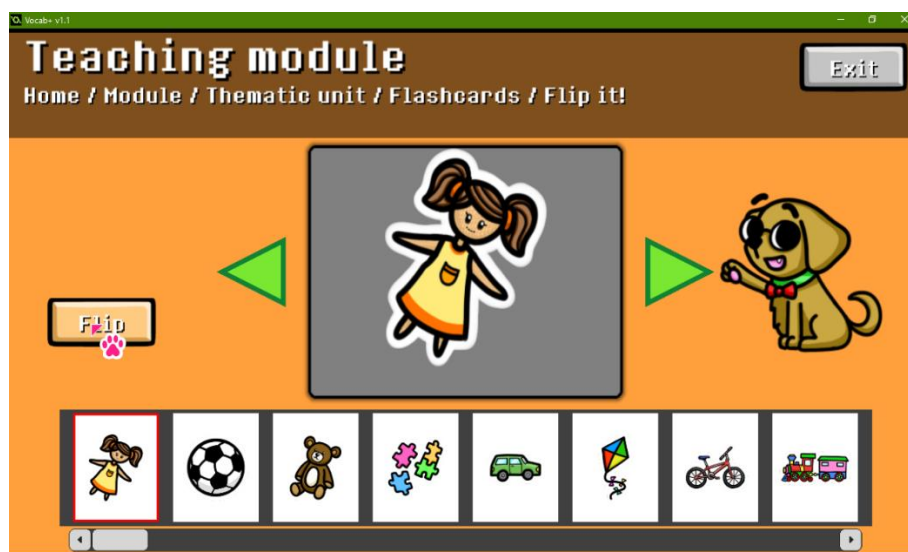 Vocab+ v1.1
Teaching module
Exit
Home / Module / Thematic unit / Flashcards / Flip it!
Flip